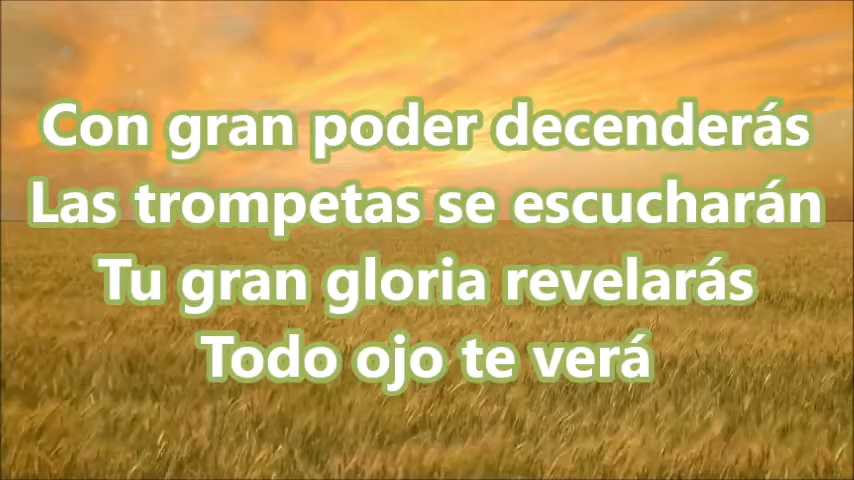 Con gran poder decenderás
Las trompetas se escucharán
Tu gran gloria revelarás
Todo ojo te verá